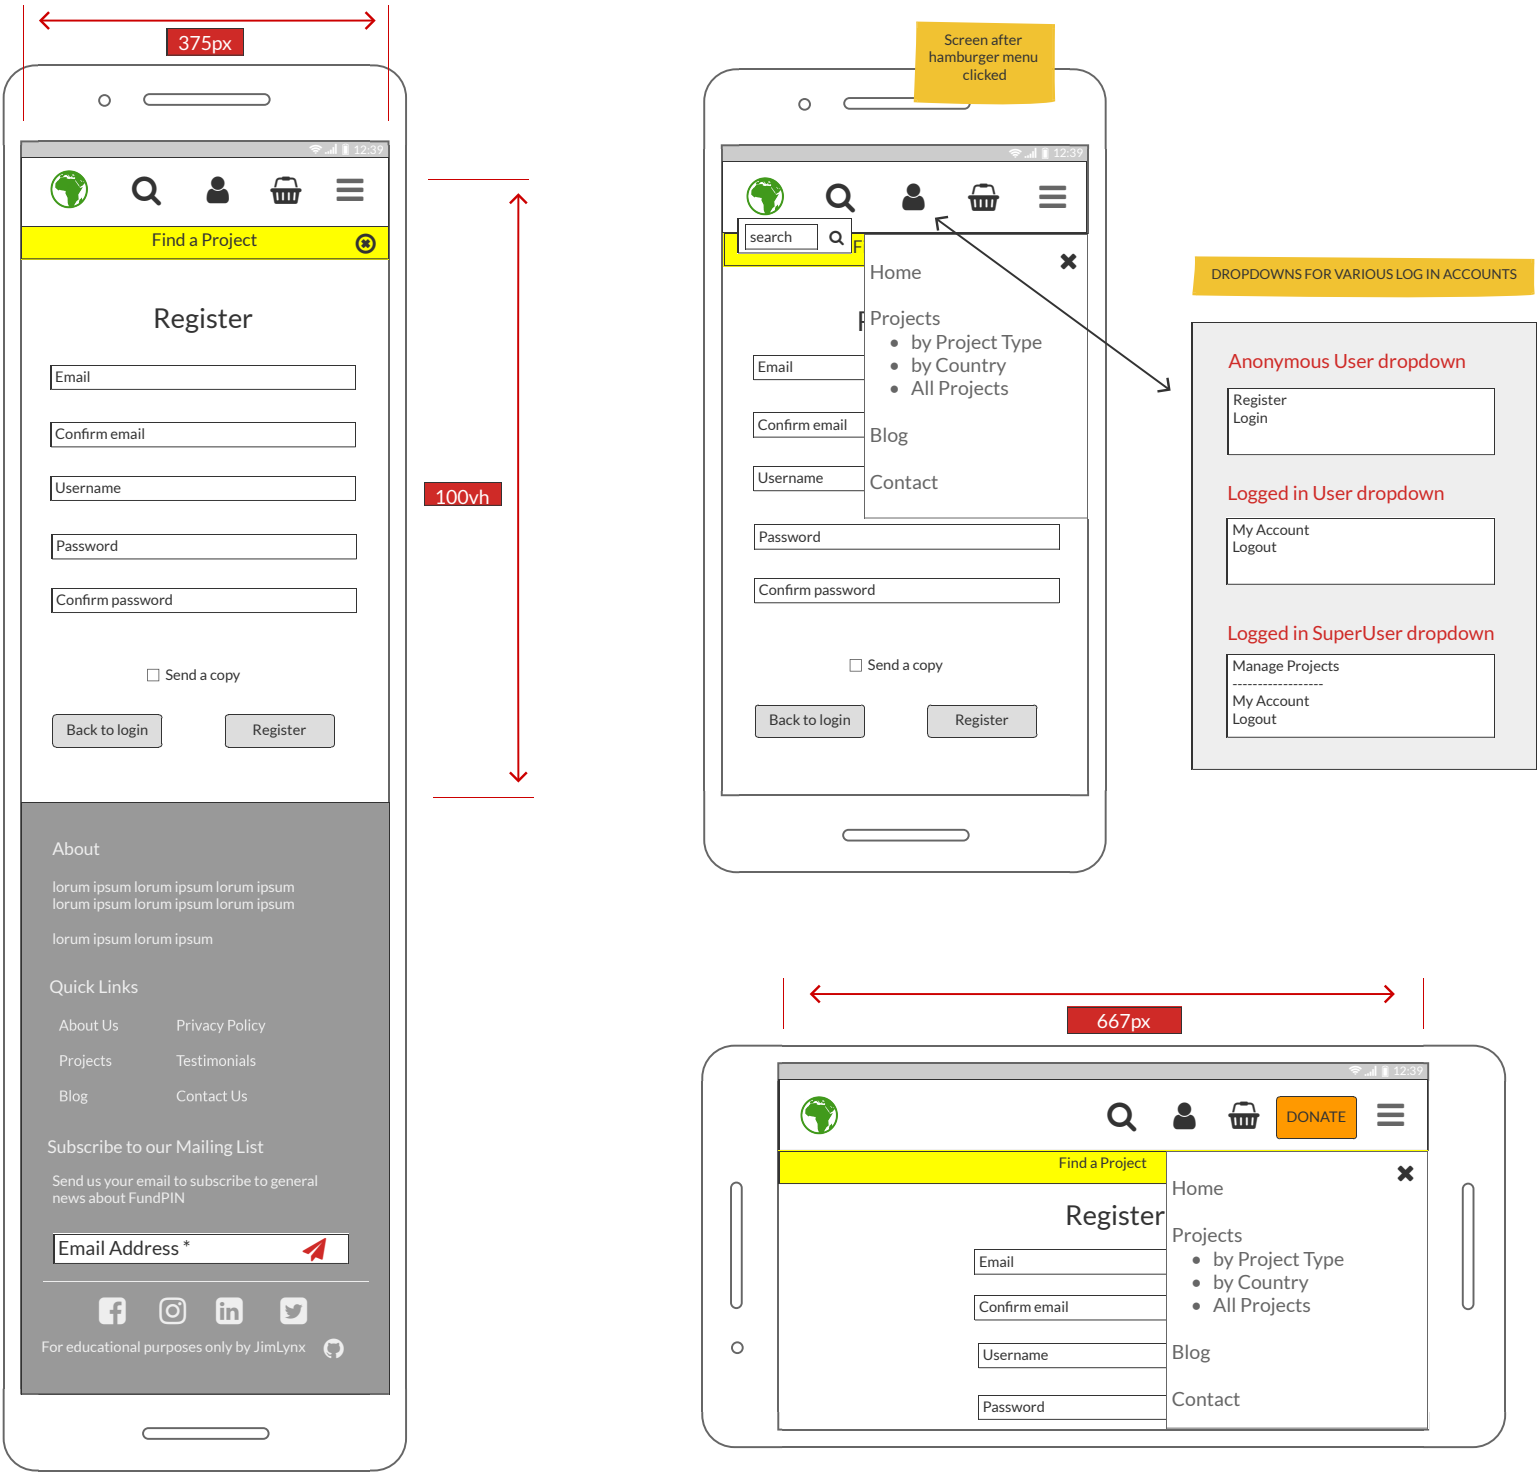 375px
12:39
Find a Project
Register
Email
Confirm email
Username
Password
Confirm password
Send a copy
Back to login
Register
About
lorum ipsum lorum ipsum lorum ipsum
lorum ipsum lorum ipsum lorum ipsum
lorum ipsum lorum ipsum
Quick Links
About Us Privacy Policy
Projects Testimonials
Blog Contact Us
Subscribe to our Mailing List
Send us your email to subscribe to general
news about FundPIN
Email Address *
For educational purposes only by JimLynx
100vh
Screen after
hamburger menu
clicked
12:39
search
F
Home
Projects
• by Project Type
• by Country
• All Projects
Blog
Contact
Email
Confirm email
Username
Password
Confirm password
Send a copy
Back to login
Register
DROPDOWNS FOR VARIOUS LOG IN ACCOUNTS
Anonymous User dropdown
Register
Login
Logged in User dropdown
My Account
Logout
Logged in SuperUser dropdown
Manage Projects
------------------
My Account
Logout
667px
12:39
DONATE
Find a Project
Register
Email
Confirm email
Username
Password
Home
Projects
• by Project Type
• by Country
• All Projects
Blog
Contact